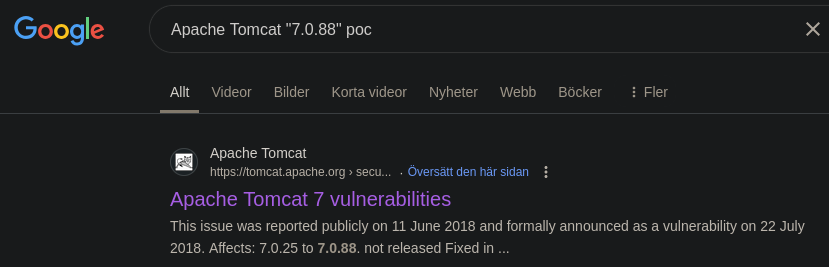 Google
Apache Tomcat "7.0.88" poc
Allt Videor Bilder Korta videor Nyheter Webb Böcker Fler
Apache Tomcat
https://tomcat.apache.org › secu... · Översätt den här sidan
Apache Tomcat 7 vulnerabilities
This issue was reported publicly on 11 June 2018 and formally announced as a vulnerability on 22 July
2018. Affects: 7.0.25 to 7.0.88. not released Fixed in ...